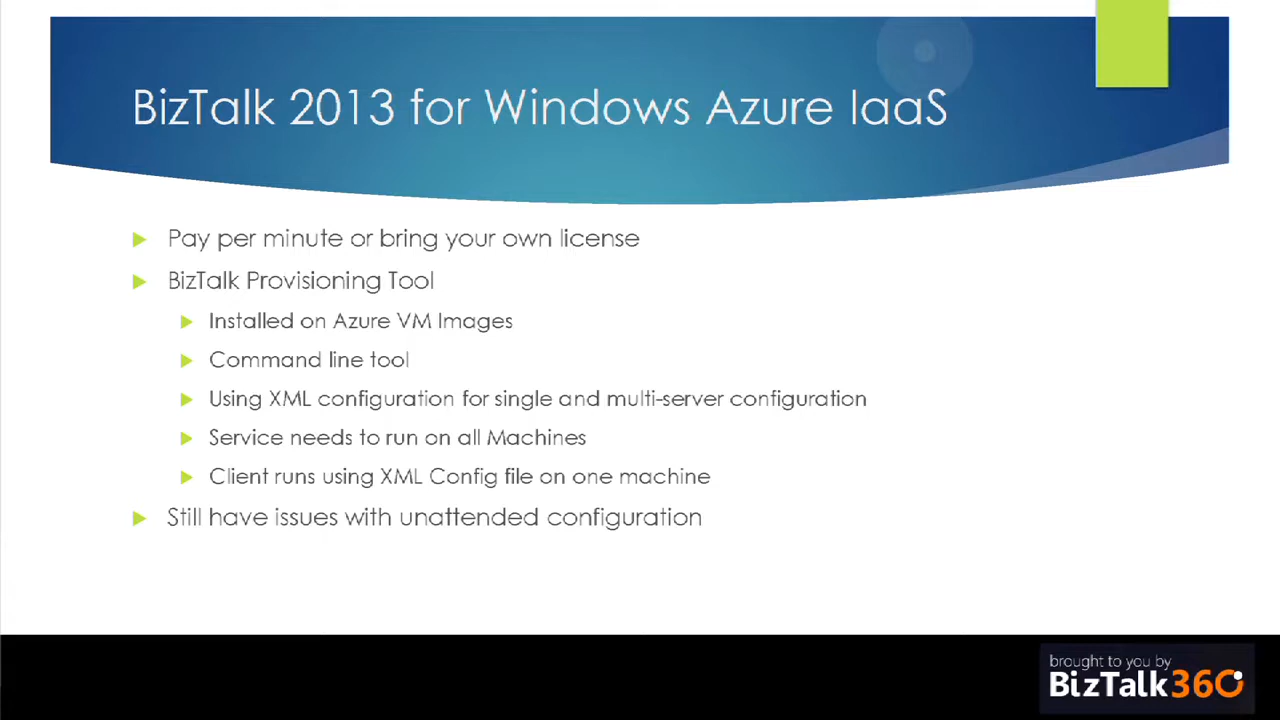 BizTalk 2013 for Windows Azure IaaS
Pay per minute or bring your own license
BizTalk Provisioning Tool
Installed on Azure VM Images
Command line tool
Using XML configuration for single and multi-server configuration
Service needs to run on all Machines
Client runs using XML Config file on one machine
Still have issues with unattended configuration
brought to you by
BizTalk360